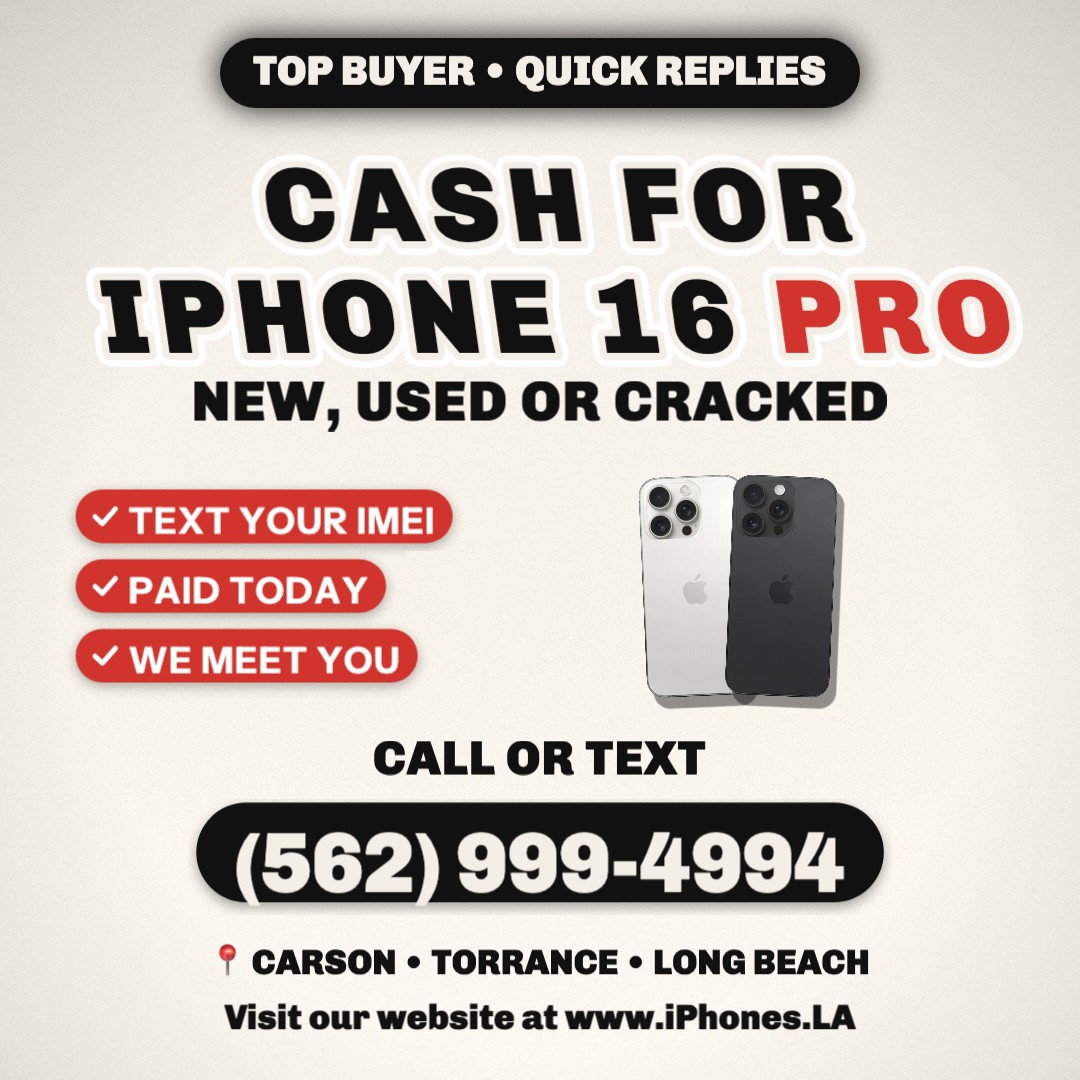 TOP BUYER • QUICK REPLIES
CASH FOR
IPHONE 16 PRO
NEW, USED OR CRACKED
✓ TEXT YOUR IMEI
✓ PAID TODAY
✓ WE MEET YOU
CALL OR TEXT
(562) 999-4994
📍 CARSON • TORRANCE • LONG BEACH
Visit our website at www.iPhones.LA